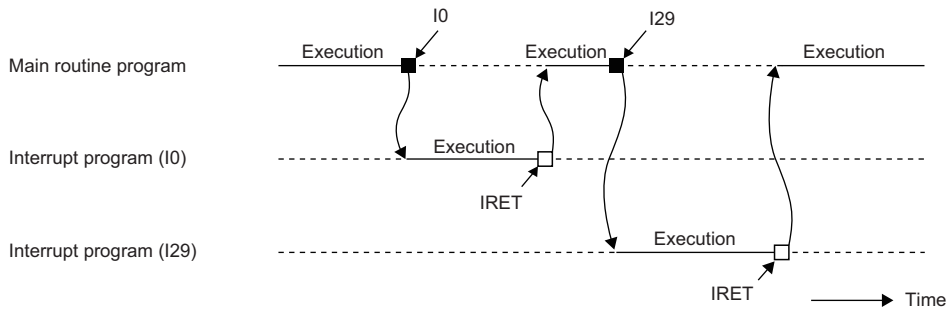 I0
I29
Execution
Execution
Execution
Main routine program
Execution
Interrupt program (I0)
IRET
Execution
Interrupt program (I29)
IRET
Time